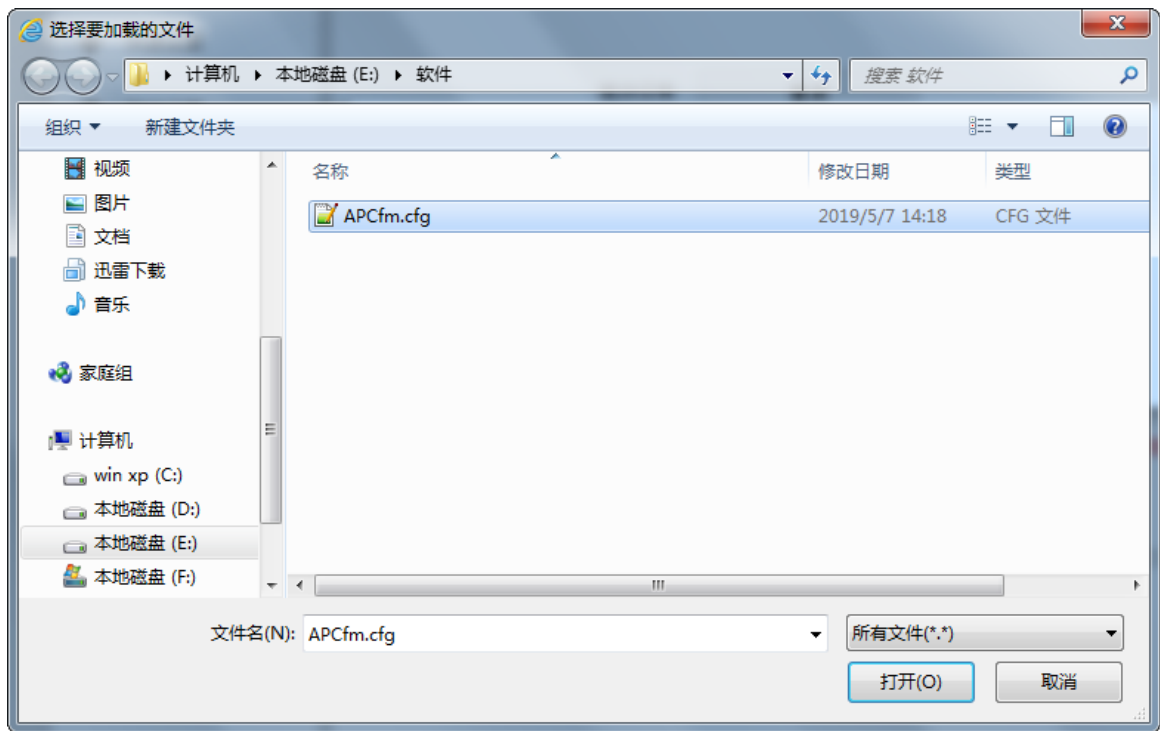 选择要加载的文件
计算机 本地磁盘 (E:) 软件
搜索 软件
组织 新建文件夹
名称 修改日期 类型
视频
图片
文档
迅雷下载
音乐
家庭组
计算机
win xp (C:)
本地磁盘 (D:)
本地磁盘 (E:)
本地磁盘 (F:)
APCfm.cfg 2019/5/7 14:18 CFG 文件
文件名(N): APCfm.cfg 所有文件(*.*)
打开(O) 取消